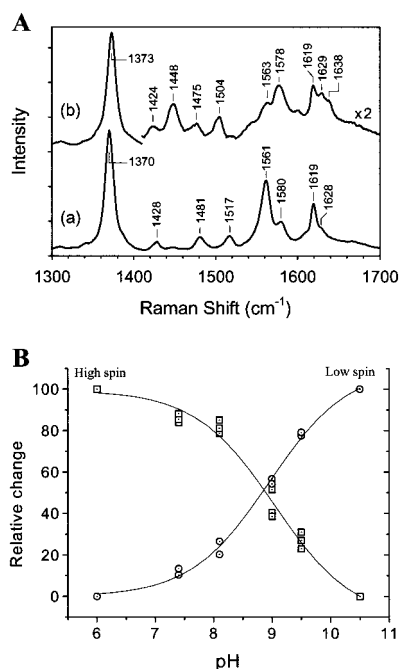 A
1373
1424
1448
1475
1504
1563
1578
1619
1629
1638
(b)
x2
1370
1428
1481
1517
1561
1580
1619
1628
(a)
Intensity
1300 1400 1500 1600 1700
Raman Shift (cm⁻¹)
B
High spin
Low spin
100
80
60
40
20
0
Relative change
6 7 8 9 10 11
pH